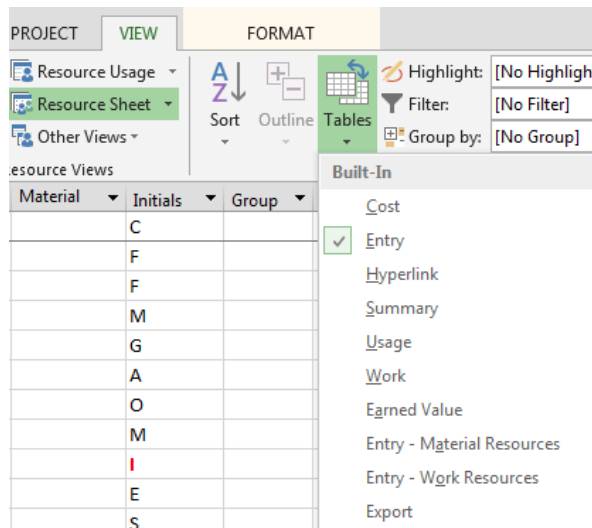 PROJECT VIEW FORMAT
Resource Usage
Resource Sheet
Other Views
Resource Views
Sort
Outline
Tables
Highlight: [No Highligh
Filter: [No Filter]
Group by: [No Group]
Material Initials Group
C
F
F
M
G
A
O
M
I
E
S
Built-In
Cost
Entry
Hyperlink
Summary
Usage
Work
Earned Value
Entry - Material Resources
Entry - Work Resources
Export